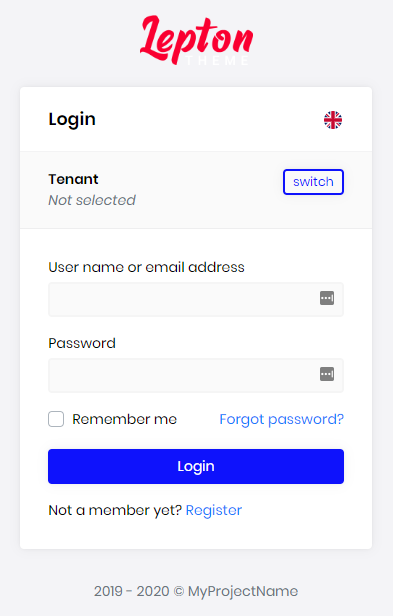 Lepton
THEME
Login
Tenant
switch
Not selected
User name or email address
Password
Remember me
Forgot password?
Login
Not a member yet? Register
2019 - 2020 © MyProjectName